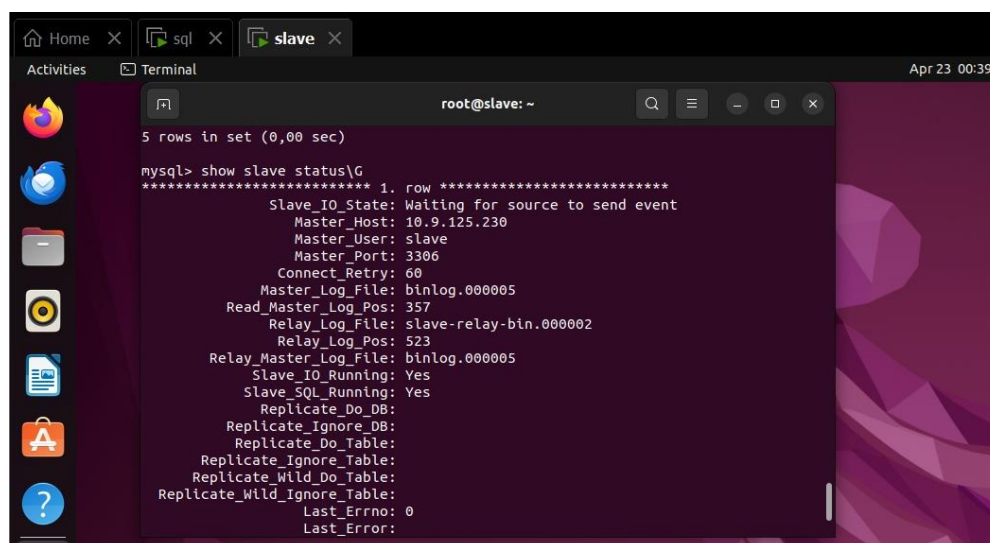 Home × sql × slave ×
Activities Terminal Apr 23 00:39
root@slave: ~
5 rows in set (0,00 sec)
mysql> show slave status\G
*************************** 1. row ***************************
Slave_IO_State: Waiting for source to send event
Master_Host: 10.9.125.230
Master_User: slave
Master_Port: 3306
Connect_Retry: 60
Master_Log_File: binlog.000005
Read_Master_Log_Pos: 357
Relay_Log_File: slave-relay-bin.000002
Relay_Log_Pos: 523
Relay_Master_Log_File: binlog.000005
Slave_IO_Running: Yes
Slave_SQL_Running: Yes
Replicate_Do_DB:
Replicate_Ignore_DB:
Replicate_Do_Table:
Replicate_Ignore_Table:
Replicate_Wild_Do_Table:
Replicate_Wild_Ignore_Table:
Last_Errno: 0
Last_Error: